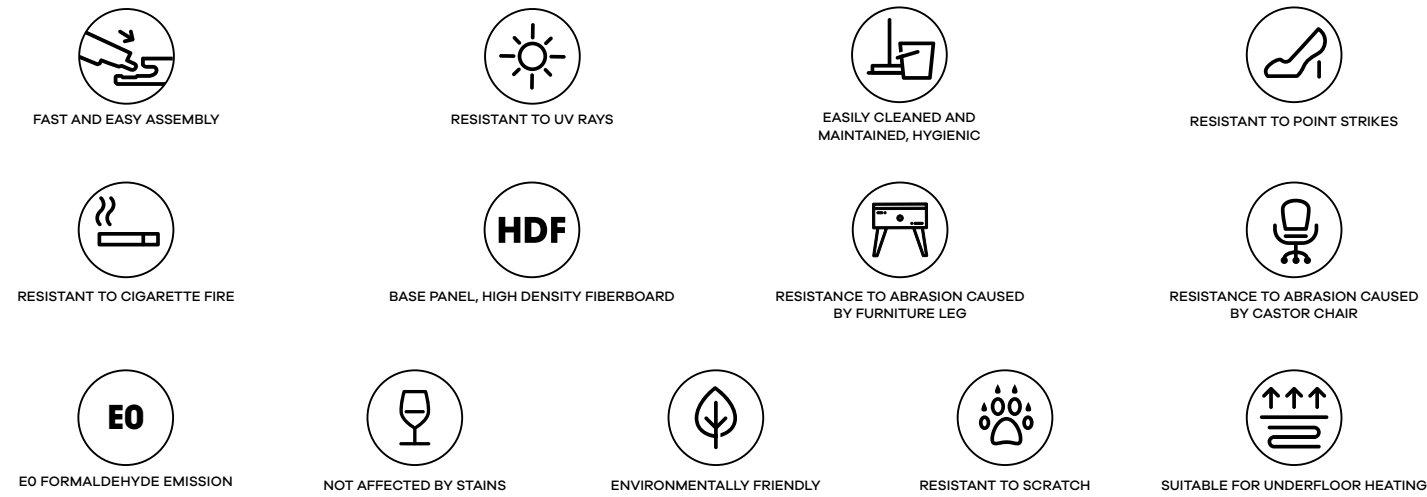 FAST AND EASY ASSEMBLY
RESISTANT TO UV RAYS
EASILY CLEANED AND
MAINTAINED, HYGIENIC
RESISTANT TO POINT STRIKES
RESISTANT TO CIGARETTE FIRE
HDF
BASE PANEL, HIGH DENSITY FIBERBOARD
RESISTANCE TO ABRASION CAUSED
BY FURNITURE LEG
RESISTANCE TO ABRASION CAUSED
BY CASTOR CHAIR
E0
E0 FORMALDEHYDE EMISSION
NOT AFFECTED BY STAINS
ENVIRONMENTALLY FRIENDLY
RESISTANT TO SCRATCH
SUITABLE FOR UNDERFLOOR HEATING